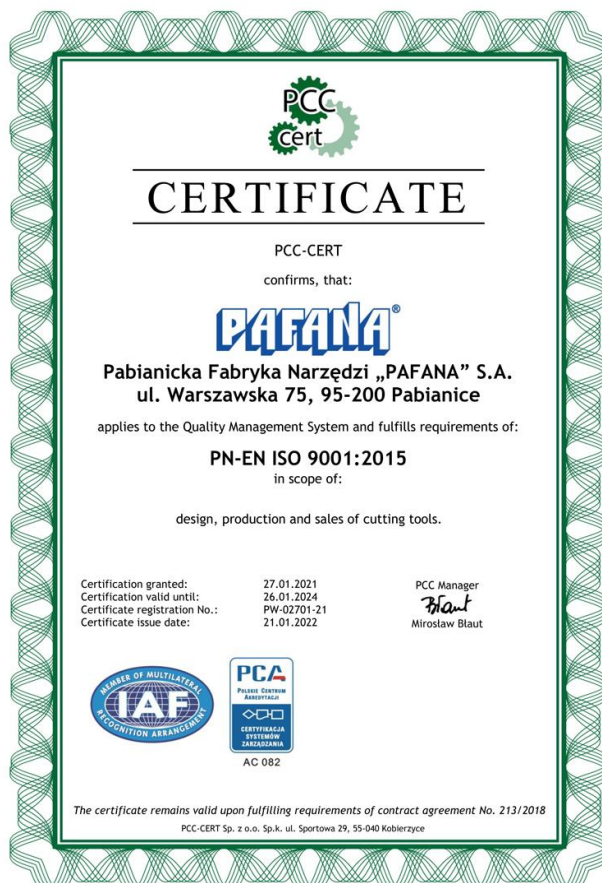 PCC
cert
CERTIFICATE
PCC-CERT
confirms, that:
PAFANA®
Pabianicka Fabryka Narzędzi „PAFANA” S.A.
ul. Warszawska 75, 95-200 Pabianice
applies to the Quality Management System and fulfills requirements of:
PN-EN ISO 9001:2015
in scope of:
design, production and sales of cutting tools.
Certification granted: 27.01.2021
Certification valid until: 26.01.2024
Certificate registration No.: PW-02701-21
Certificate issue date: 21.01.2022
PCC Manager
BŁaut
Mirosław Błaut
MEMBER OF MULTILATERAL
IAF
RECOGNITION ARRANGEMENT
PCA
POLSKIE CENTRUM
AKREDYTACJI
CERTYFIKACJA
SYSTEMÓW
ZARZĄDZANIA
AC 082
The certificate remains valid upon fulfilling requirements of contract agreement No. 213/2018
PCC-CERT Sp. z o.o. Sp.k. ul. Sportowa 29, 55-040 Kobierzyce